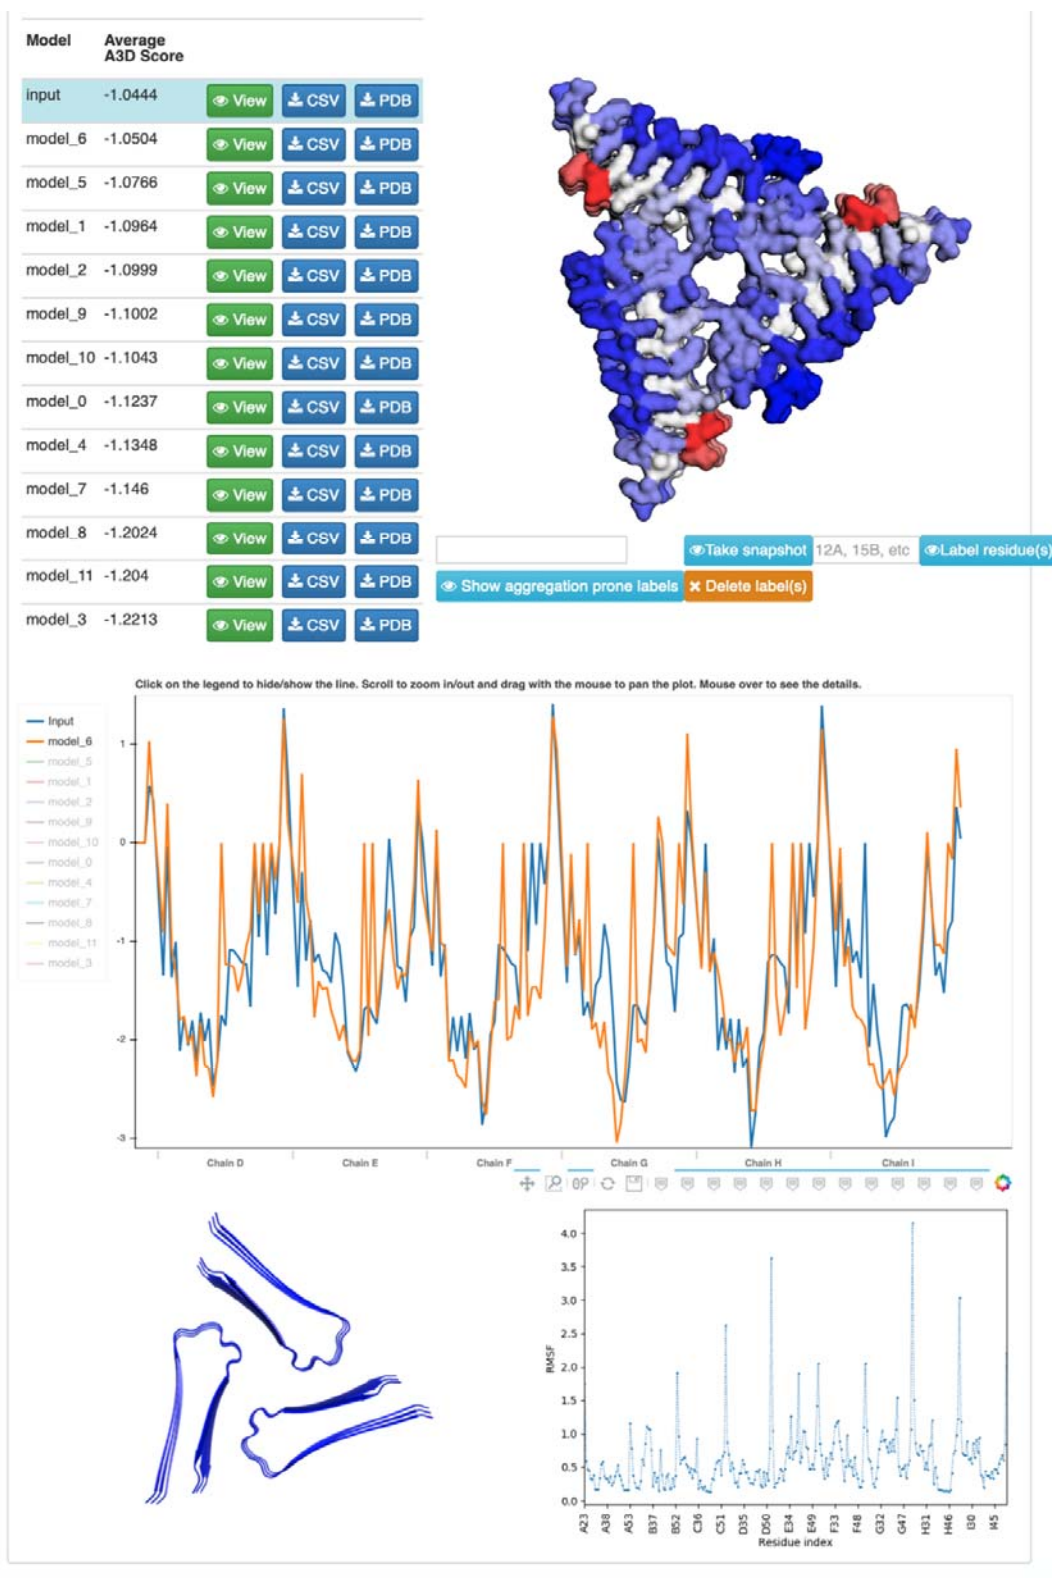 Model Average A3D Score
input -1.0444 View CSV PDB
model_6 -1.0504 View CSV PDB
model_5 -1.0766 View CSV PDB
model_1 -1.0964 View CSV PDB
model_2 -1.0999 View CSV PDB
model_9 -1.1002 View CSV PDB
model_10 -1.1043 View CSV PDB
model_0 -1.1237 View CSV PDB
model_4 -1.1348 View CSV PDB
model_7 -1.146 View CSV PDB
model_8 -1.2024 View CSV PDB
model_11 -1.204 View CSV PDB
model_3 -1.2213 View CSV PDB
Take snapshot 12A, 15B, etc Label residue(s)
Show aggregation prone labels Delete label(s)
Click on the legend to hide/show the line. Scroll to zoom in/out and drag with the mouse to pan the plot. Mouse over to see the details.
Input
model_6
model_5
model_1
model_2
model_9
model_10
model_0
model_4
model_7
model_8
model_11
model_3
1
0
-1
-2
-3
Chain D Chain E Chain F Chain G Chain H Chain I
4.0
3.5
3.0
2.5
2.0
1.5
1.0
0.5
0.0
RMSF
A23 A38 A53 B37 B52 C36 C51 D35 D50 E34 E49 F33 F48 G32 G47 H31 H46 I30 I45
Residue index